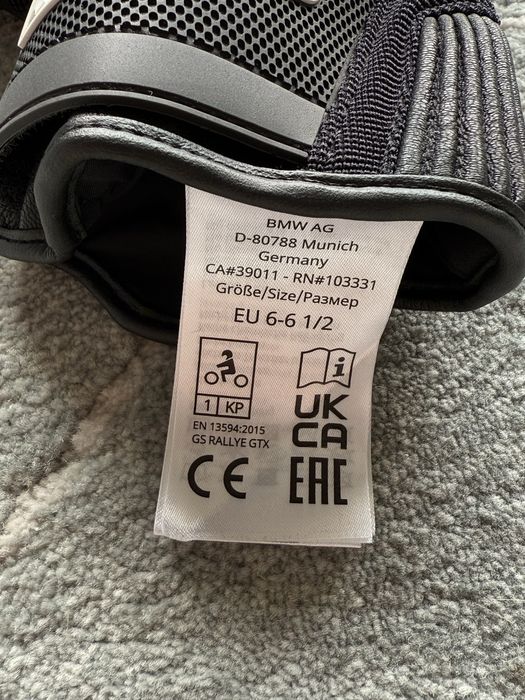 BMW AG
D-80788 Munich
Germany
CA#39011 - RN#103331
Größe/Size/Размер
EU 6-6 1/2
i
1 KP
EN 13594:2015
GS RALLYE GTX
UK
CA
CE EAC